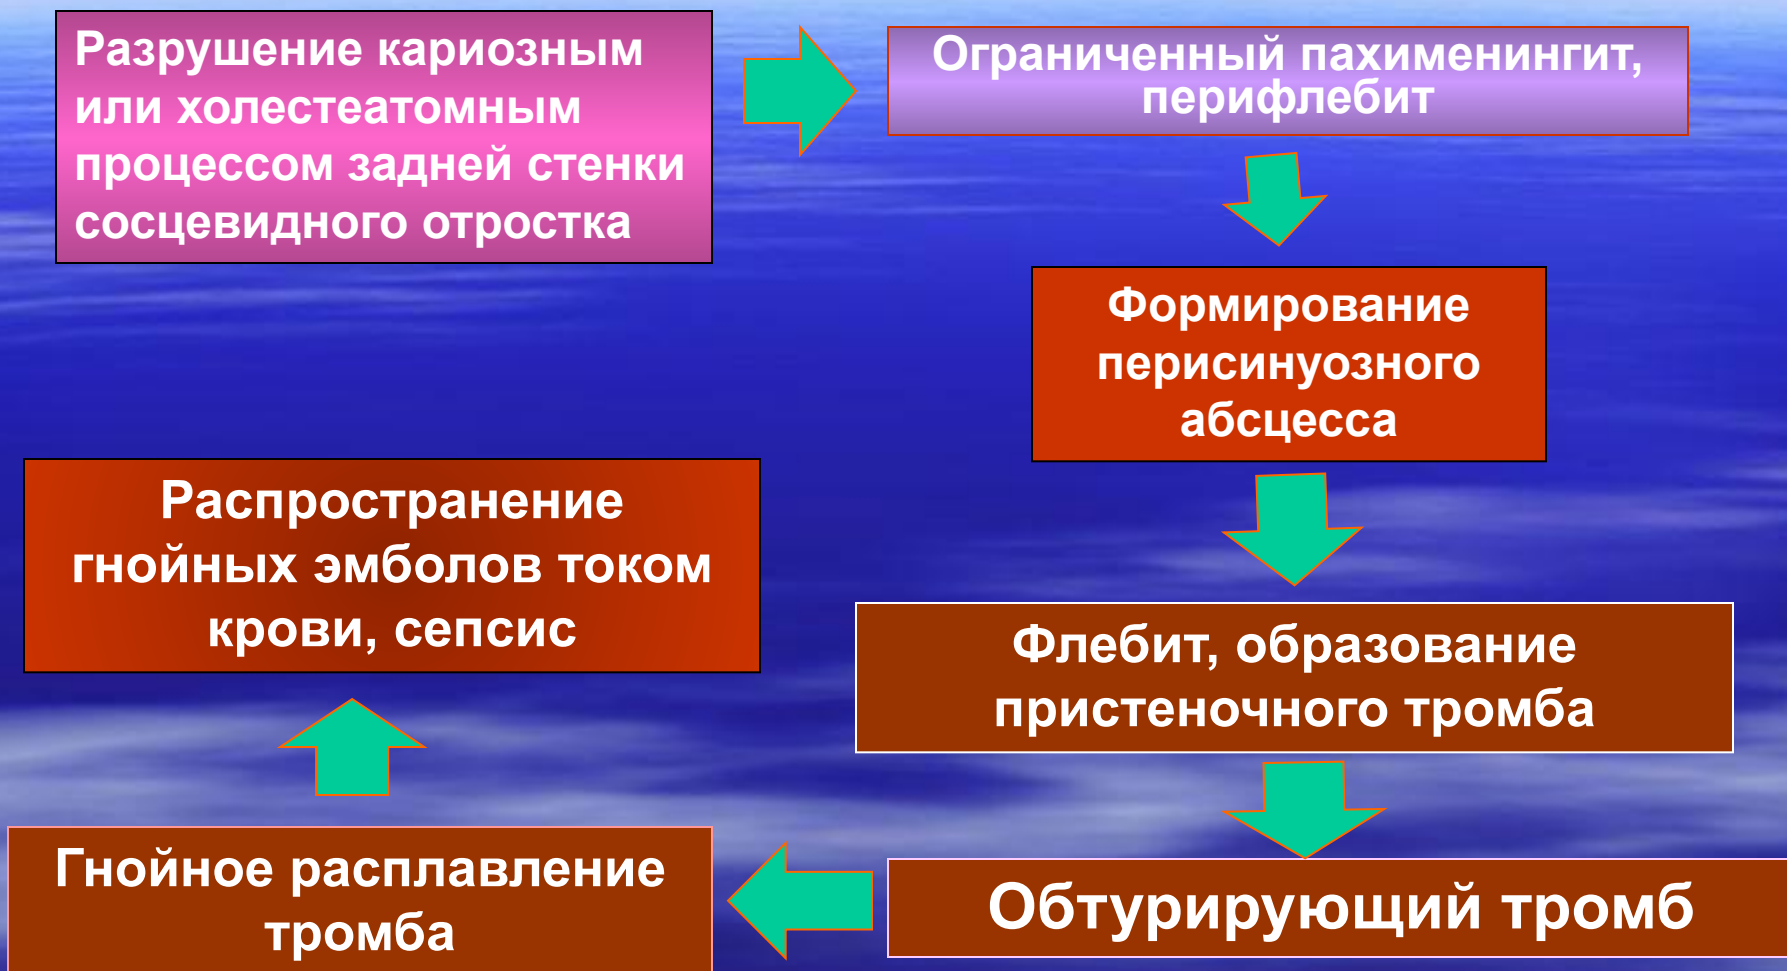 Разрушение кариозным
или холестеатомным
процессом задней стенки
сосцевидного отростка
Ограниченный пахименингит,
перифлебит
Формирование
перисинуозного
абсцесса
Флебит, образование
пристеночного тромба
Обтурирующий тромб
Гнойное расплавление
тромба
Распространение
гнойных эмболов током
крови, сепсис